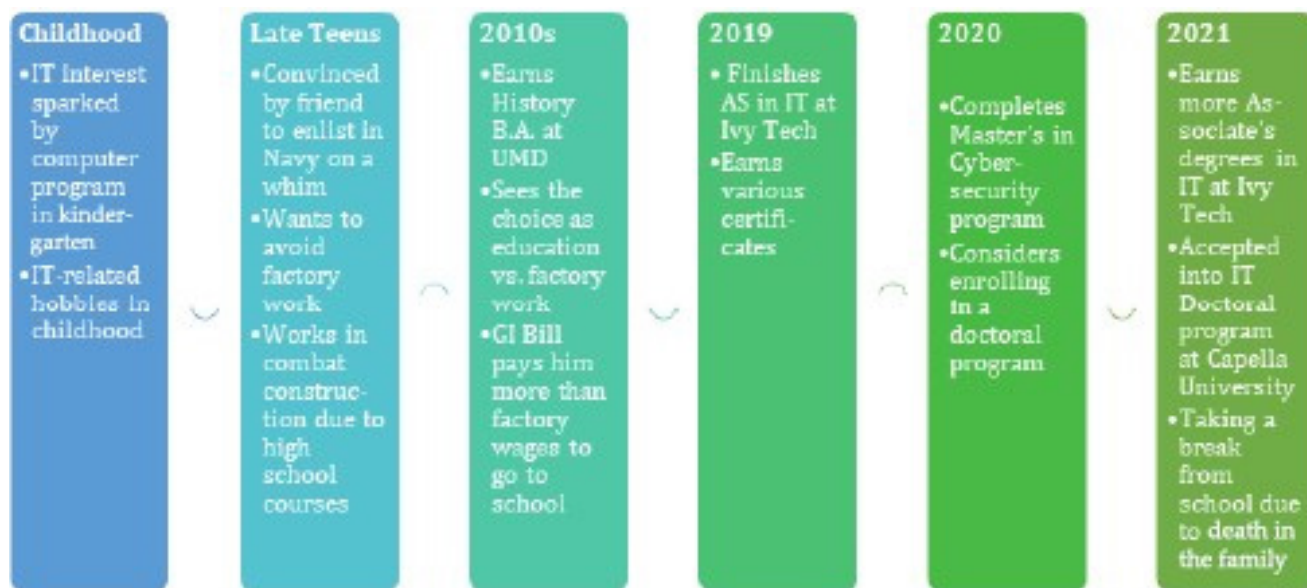 Childhood
•IT interest
sparked
by
computer
program
in kinder-
garten
•IT-related
hobbies in
childhood
Late Teens
•Convinced
by friend
to enlist in
Navy on a
whim
•Wants to
avoid
factory
work
•Works in
combat
construc-
tion due to
high
school
courses
2010s
•Earns
History
B.A. at
UMD
•Sees the
choice as
education
vs. factory
work
•GI Bill
pays him
more than
factory
wages to
go to
school
2019
• Finishes
AS in IT at
Ivy Tech
•Earns
various
certifi-
cates
2020
•Completes
Master's in
Cyber-
security
program
•Considers
enrolling
in a
doctoral
program
2021
•Earns
more As-
sociate's
degrees in
IT at Ivy
Tech
•Accepted
into IT
Doctoral
program
at Capella
University
•Taking a
break
from
school due
to death in
the family